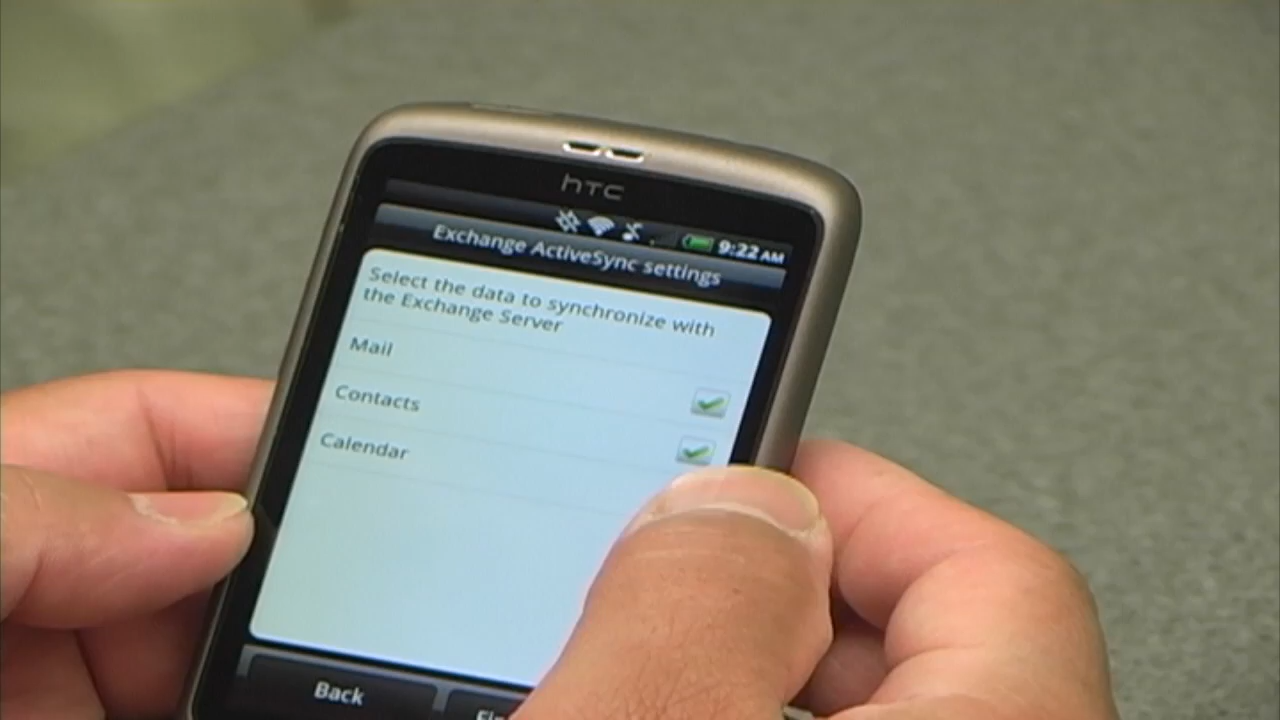 hTC
9:22 AM
Exchange ActiveSync settings
Select the data to synchronize with
the Exchange Server
Mail
Contacts
Calendar
Back